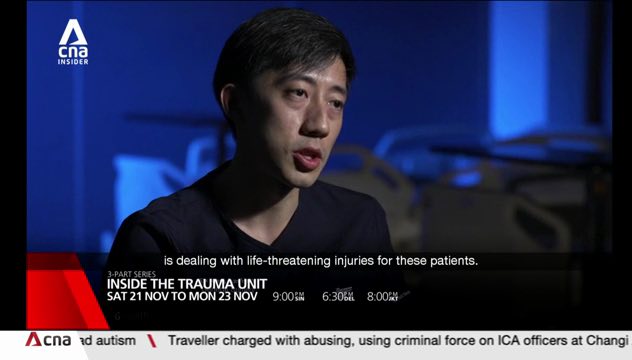 cna
INSIDER
is dealing with life-threatening injuries for these patients.
3-PART SERIES
INSIDE THE TRAUMA UNIT
SAT 21 NOV TO MON 23 NOV 9:00PM SIN 6:30PM DEL 8:00PM JKT
cna ad autism Traveller charged with abusing, using criminal force on ICA officers at Changi